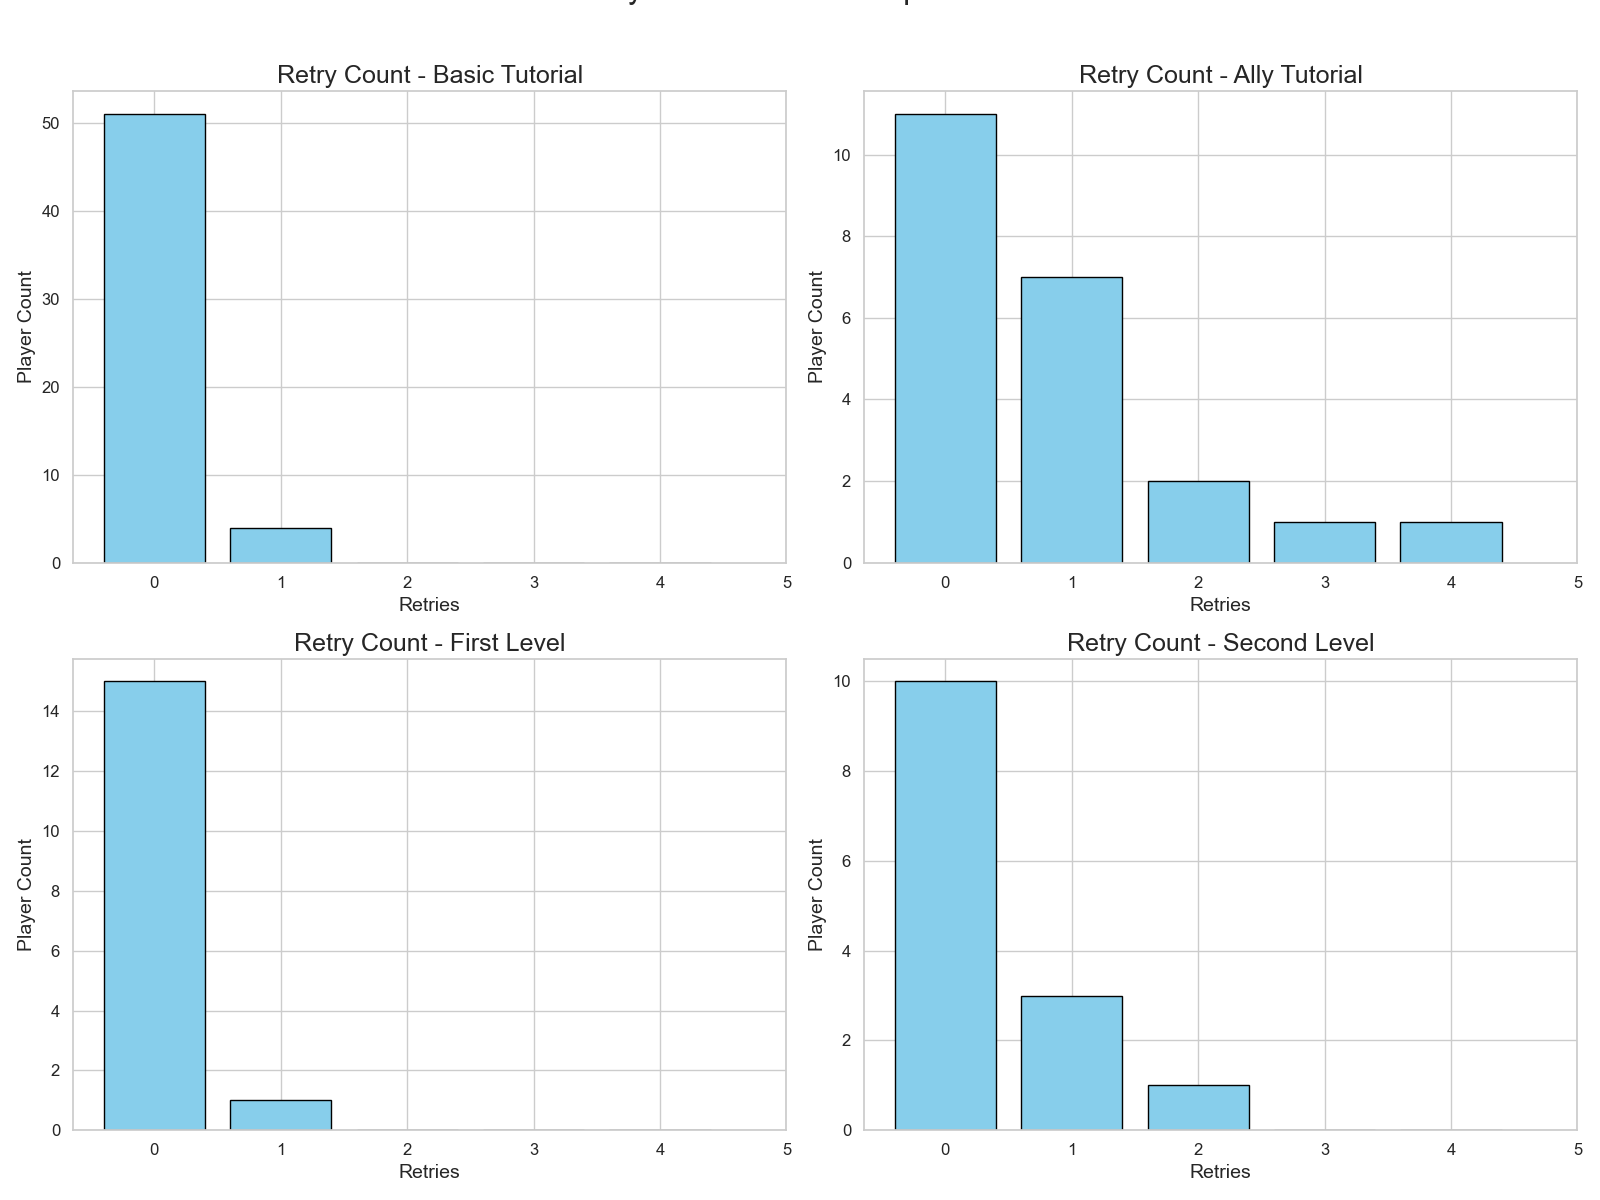 Retry Count - Basic Tutorial
50
40
30
20
10
0
Player Count
0 1 2 3 4 5
Retries
Retry Count - Ally Tutorial
10
8
6
4
2
0
Player Count
0 1 2 3 4 5
Retries
Retry Count - First Level
14
12
10
8
6
4
2
0
Player Count
0 1 2 3 4 5
Retries
Retry Count - Second Level
10
8
6
4
2
0
Player Count
0 1 2 3 4 5
Retries